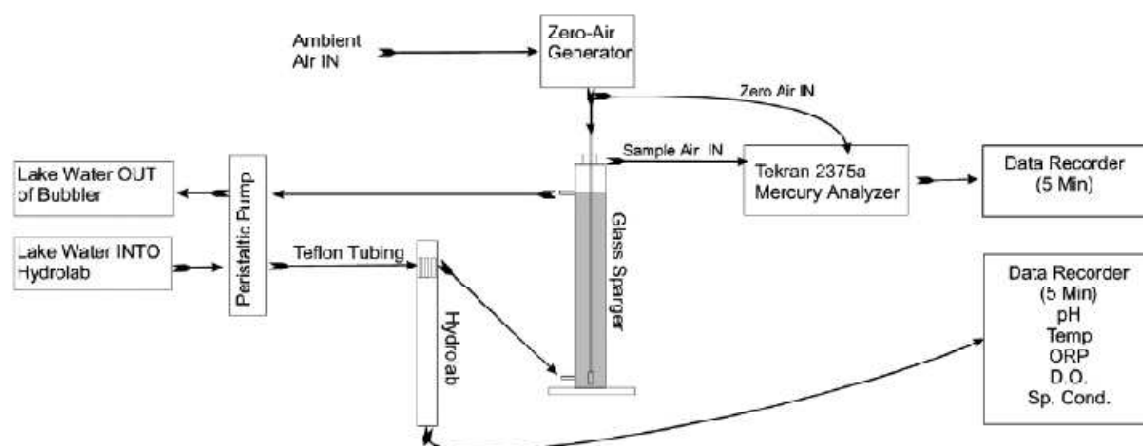 Ambient
Air IN
Zero-Air
Generator
Zero Air IN
Sample Air IN
Lake Water OUT
of Bubbler
Lake Water INTO
Hydrolab
Peristaltic Pump
Teflon Tubing
Hydrolab
Glass Sparger
Tekran 2375a
Mercury Analyzer
Data Recorder
(5 Min)
Data Recorder
(5 Min)
pH
Temp
ORP
D.O.
Sp. Cond.